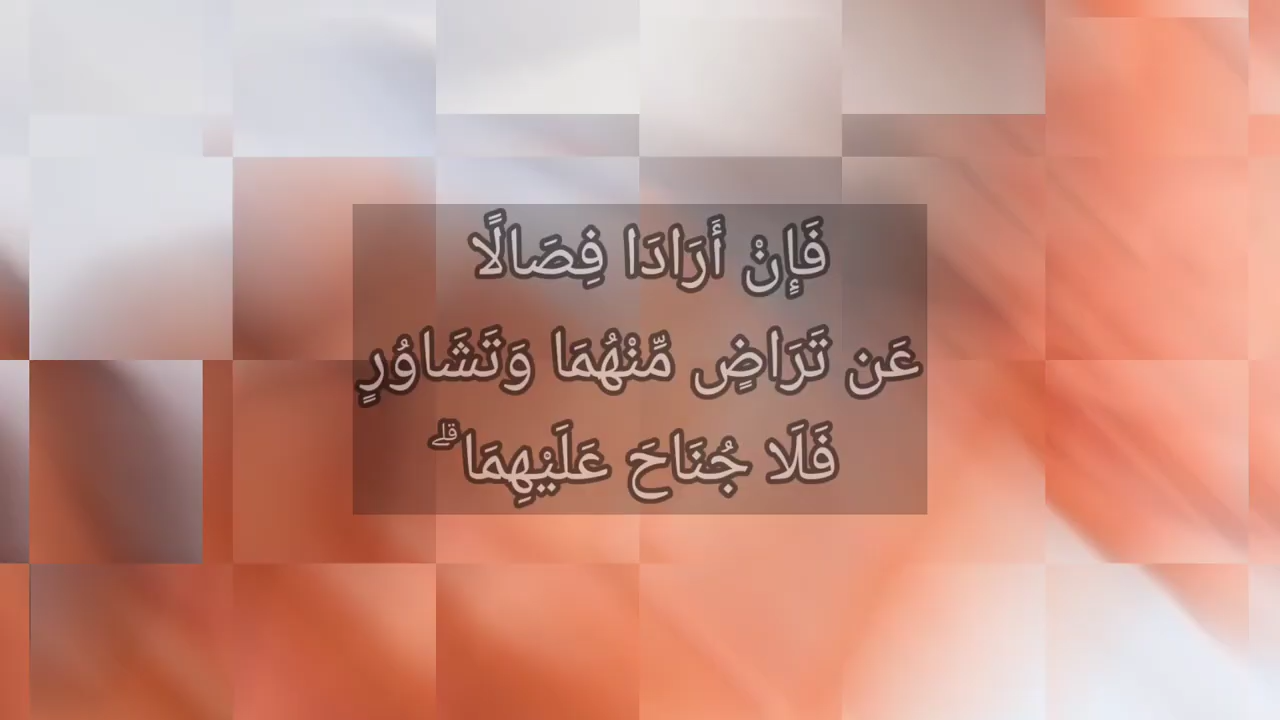 فَإِنْ أَرَادَا فِصَالًا
عَن تَرَاضٍ مِّنْهُمَا وَتَشَاوُرٍ
فَلَا جُنَاحَ عَلَيْهِمَا ۗ